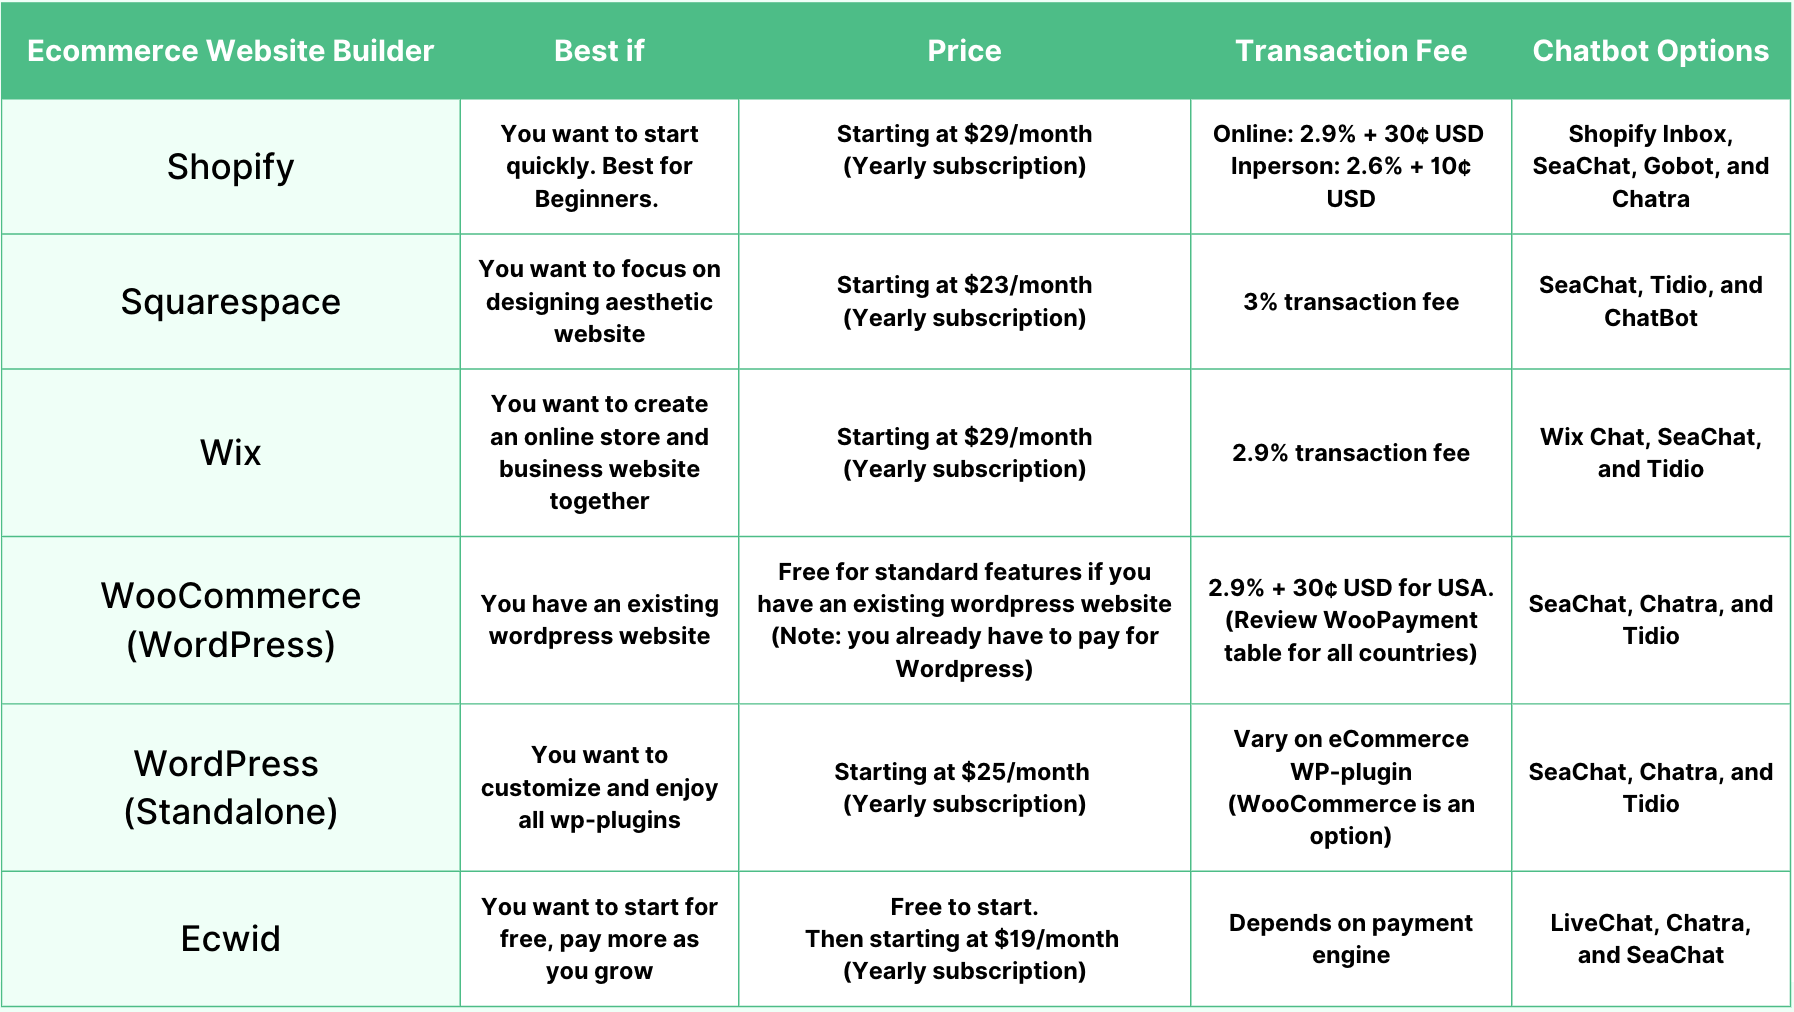 Ecommerce Website Builder
Best if
Price
Transaction Fee
Chatbot Options
Shopify
You want to start
quickly. Best for
Beginners.
Starting at $29/month
(Yearly subscription)
Online: 2.9% + 30¢ USD
Inperson: 2.6% + 10¢
USD
Shopify Inbox,
SeaChat, Gobot, and
Chatra
Squarespace
You want to focus on
designing aesthetic
website
Starting at $23/month
(Yearly subscription)
3% transaction fee
SeaChat, Tidio, and
ChatBot
Wix
You want to create
an online store and
business website
together
Starting at $29/month
(Yearly subscription)
2.9% transaction fee
Wix Chat, SeaChat,
and Tidio
WooCommerce
(WordPress)
You have an existing
wordpress website
Free for standard features if you
have an existing wordpress website
(Note: you already have to pay for
Wordpress)
2.9% + 30¢ USD for USA.
(Review WooPayment
table for all countries)
SeaChat, Chatra, and
Tidio
WordPress
(Standalone)
You want to
customize and enjoy
all wp-plugins
Starting at $25/month
(Yearly subscription)
Vary on eCommerce
WP-plugin
(WooCommerce is an
option)
SeaChat, Chatra, and
Tidio
Ecwid
You want to start for
free, pay more as
you grow
Free to start.
Then starting at $19/month
(Yearly subscription)
Depends on payment
engine
LiveChat, Chatra,
and SeaChat